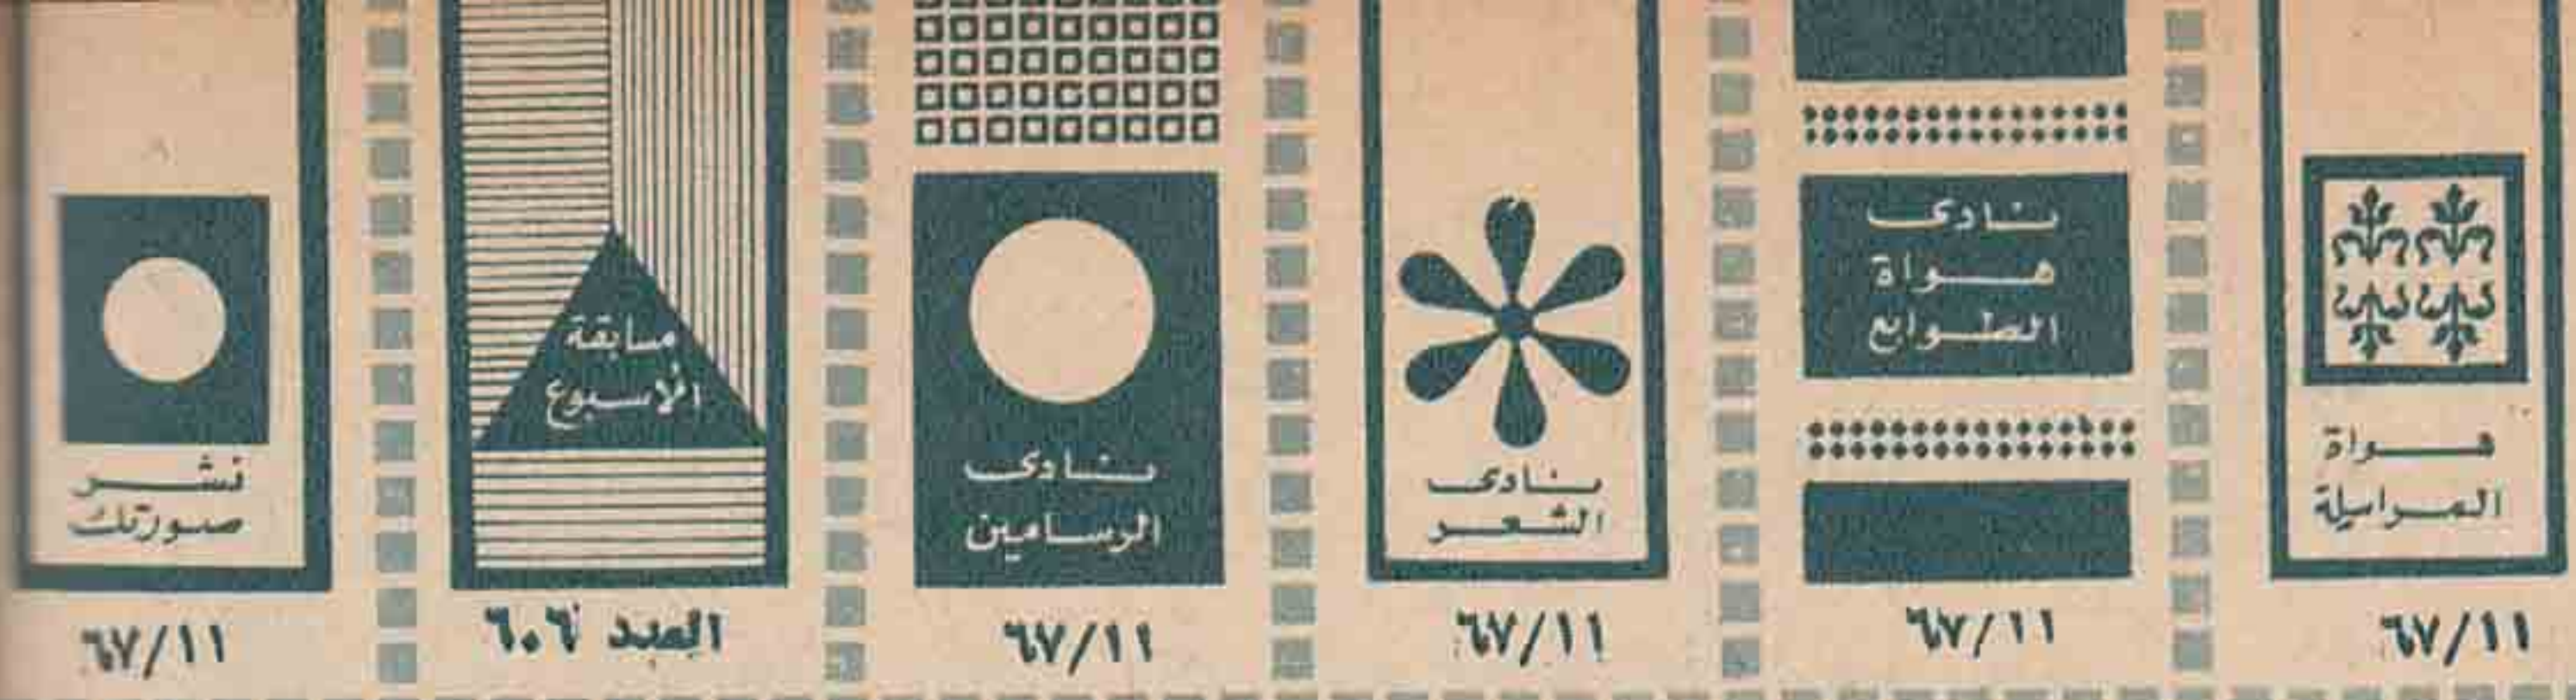 هواة
المراسلة
٦٧/١١
نادى
هواة
الطوابع
٦٧/١١
نادى
الشعر
٦٧/١١
نادى
الرسامين
٦٧/١١
مسابقة
الاسبوع
العدد ٦٠٦
نشر
صورتك
٦٧/١١